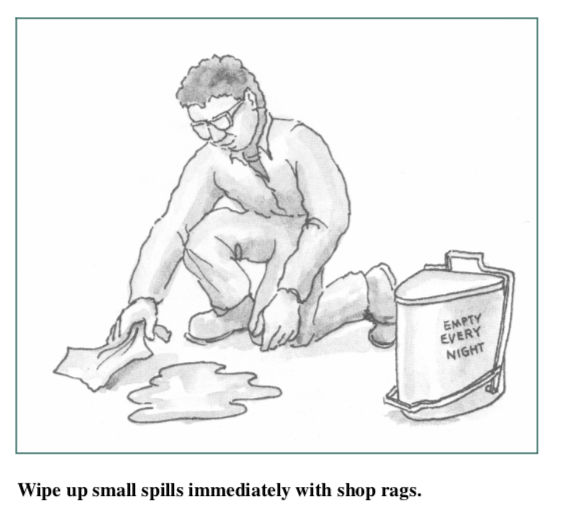 EMPTY
EVERY
NIGHT
Wipe up small spills immediately with shop rags.